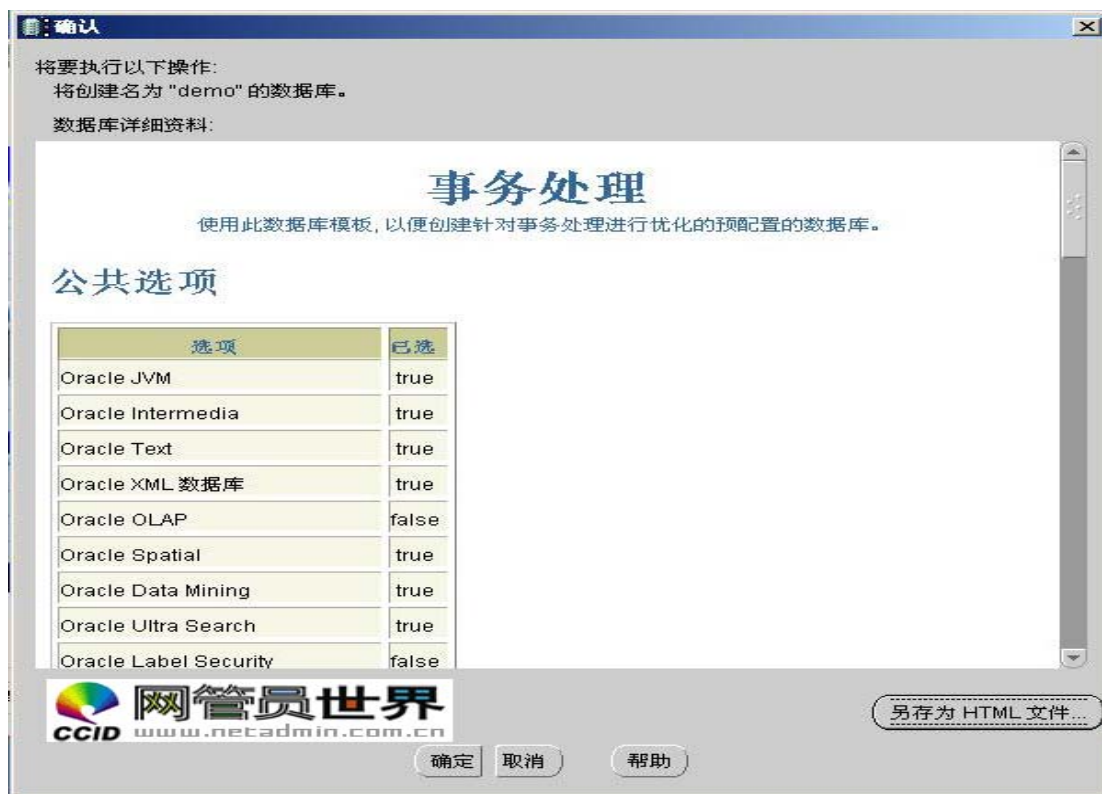 确认
将要执行以下操作:
将创建名为 "demo" 的数据库。
数据库详细资料:
事务处理
使用此数据库模板, 以便创建针对事务处理进行优化的预配置的数据库。
公共选项
选项 已选
Oracle JVM true
Oracle Intermedia true
Oracle Text true
Oracle XML 数据库 true
Oracle OLAP false
Oracle Spatial true
Oracle Data Mining true
Oracle Ultra Search true
Oracle Label Security false
网管员世界
CCID www.netadmin.com.cn
另存为 HTML 文件...
确定 取消 帮助